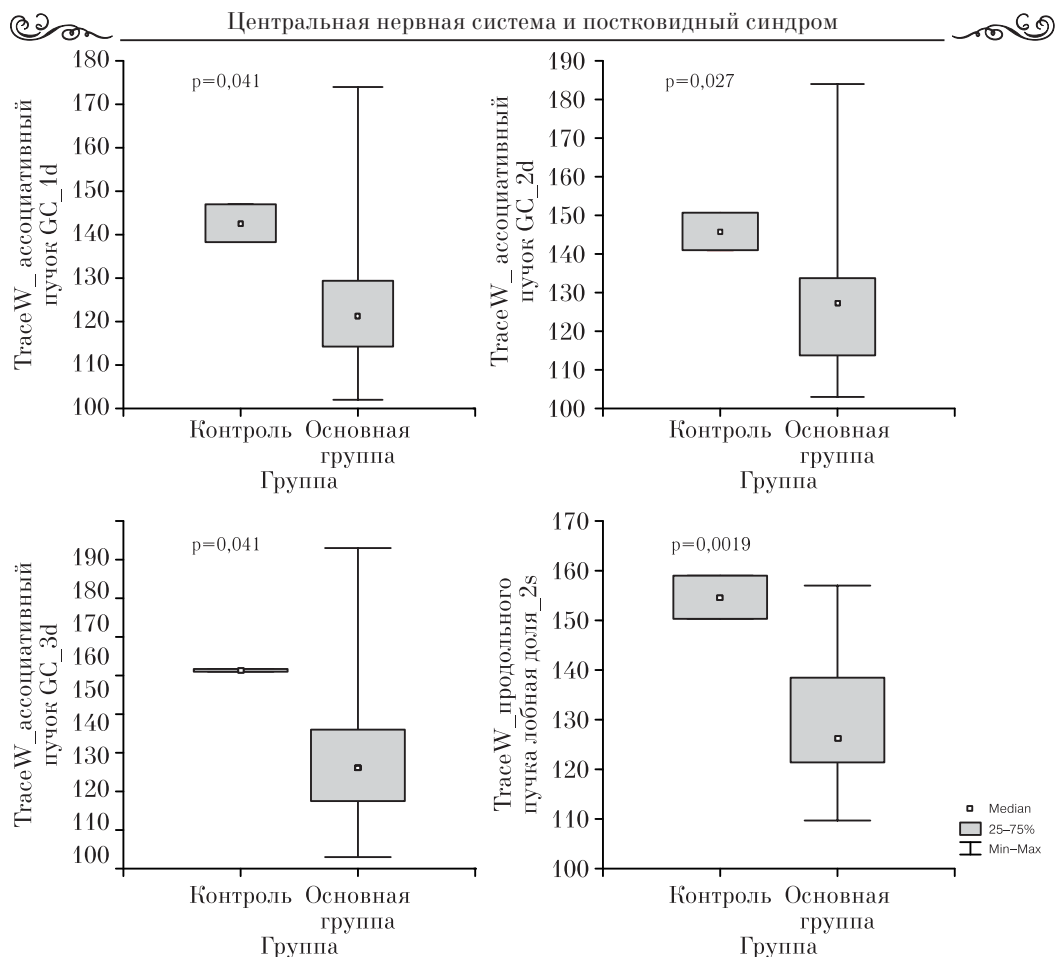 Центральная нервная система и постковидный синдром
TraceW_ ассоциативный
пучок GC_1d
180
170
160
150
140
130
120
110
100
p=0,041
Контроль
Основная
группа
Группа
TraceW_ ассоциативный
пучок GC_2d
190
180
170
160
150
140
130
120
110
100
p=0,027
Контроль
Основная
группа
Группа
TraceW_ассоциативный
пучок GC_3d
190
180
170
160
150
140
130
120
110
100
p=0,041
Контроль
Основная
группа
Группа
TraceW_продольного
пучка лобная доля_2s
170
160
150
140
130
120
110
100
p=0,0019
Контроль
Основная
группа
Группа
Median
25–75%
Min–Max